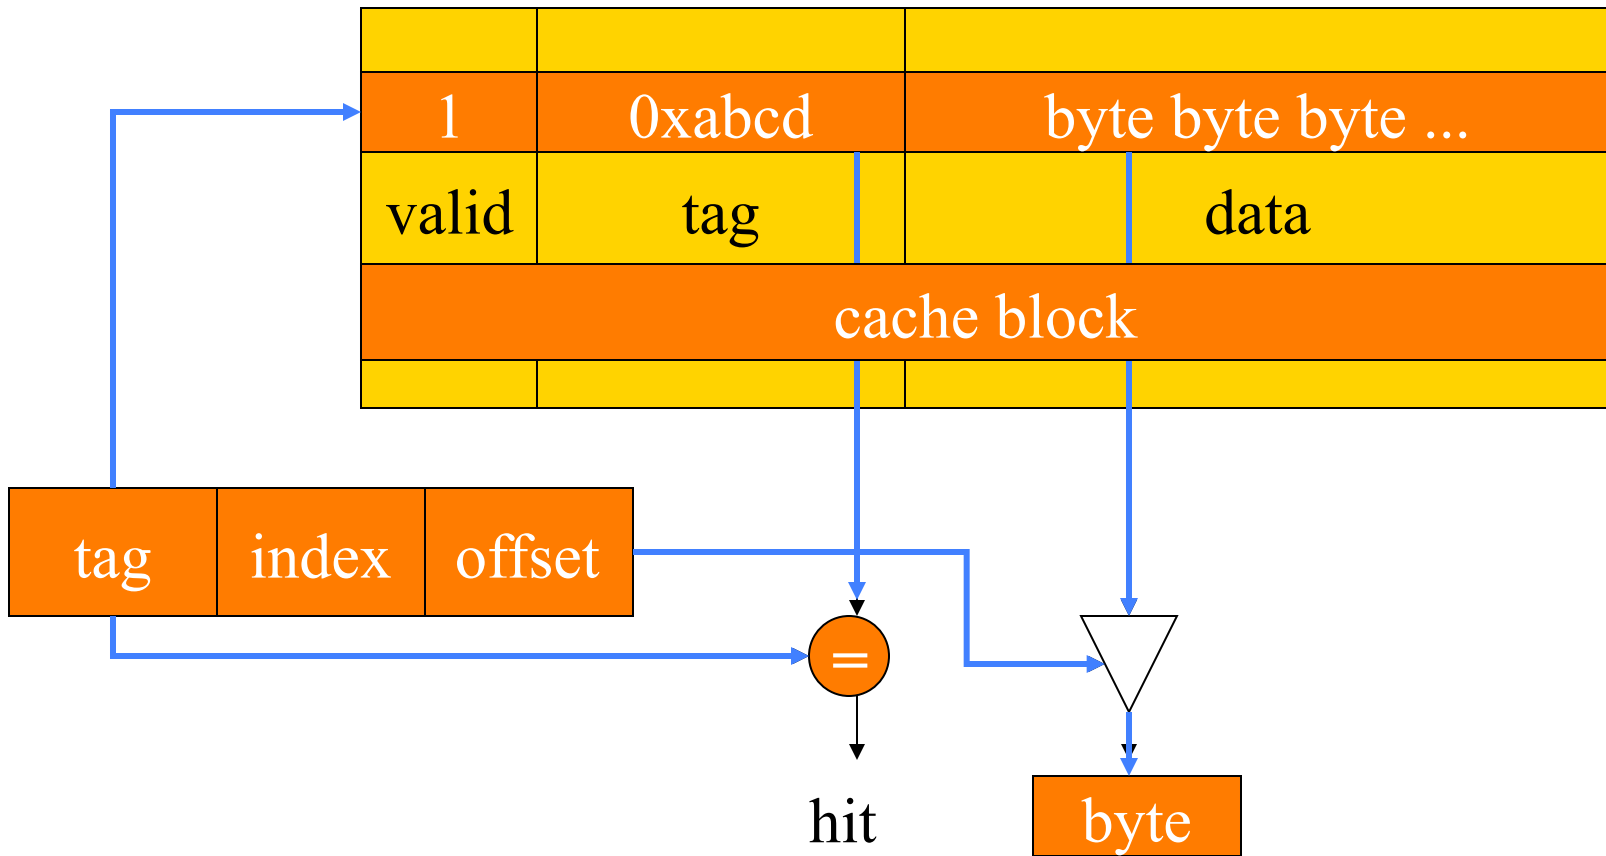 1 0xabcd byte byte byte ...
valid tag data
cache block
tag index offset
=
hit
byte